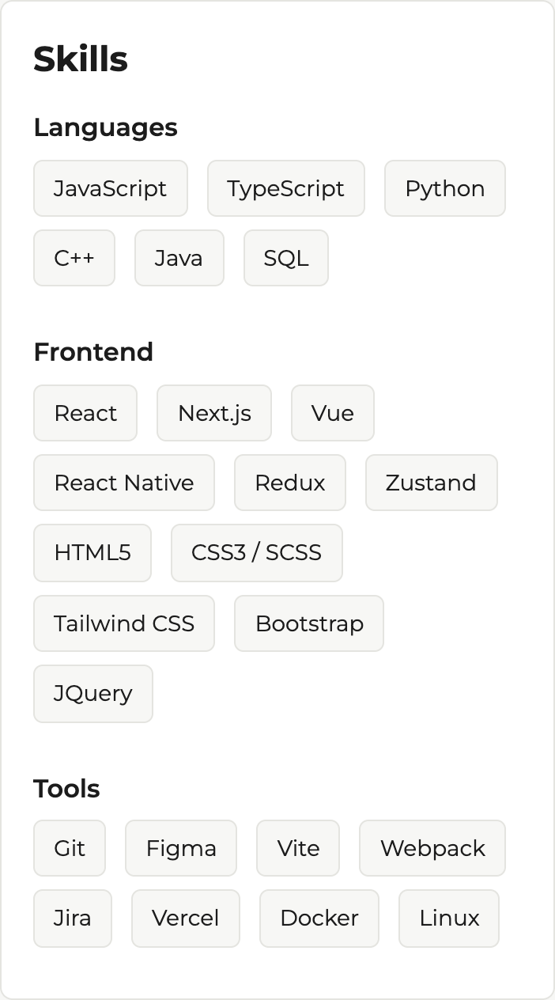 Skills
Languages
JavaScript TypeScript Python
C++ Java SQL
Frontend
React Next.js Vue
React Native Redux Zustand
HTML5 CSS3 / SCSS
Tailwind CSS Bootstrap
JQuery
Tools
Git Figma Vite Webpack
Jira Vercel Docker Linux